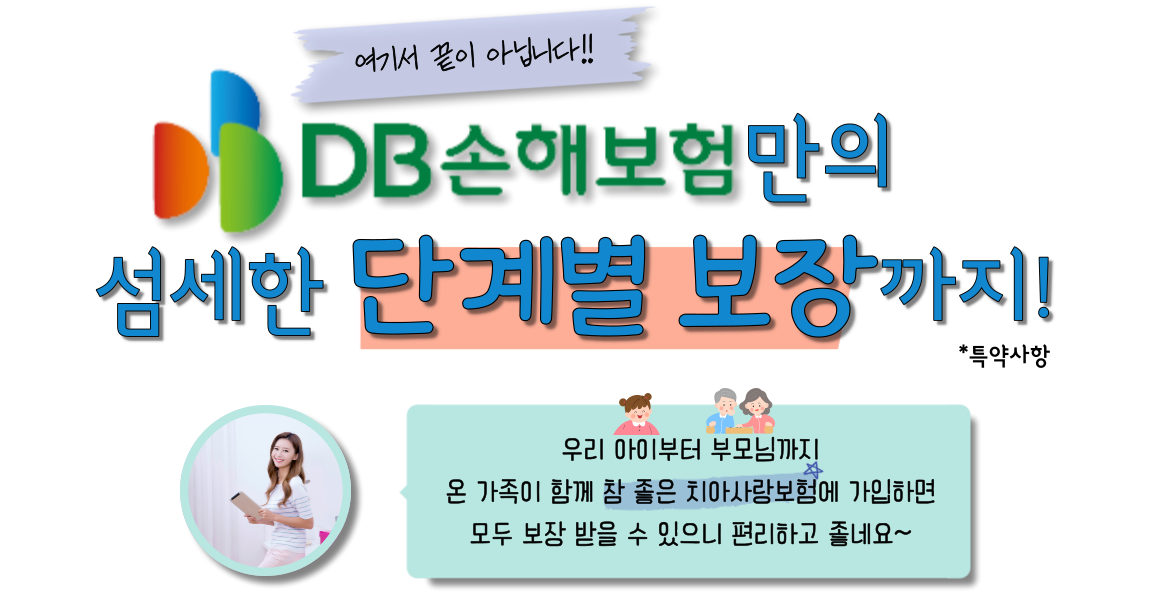 여기서 끝이 아닙니다!!
DB손해보험만의
섬세한 단계별 보장까지!
*특약사항
우리 아이부터 부모님까지
온 가족이 함께 참 좋은 치아사랑보험에 가입하면
모두 보장 받을 수 있으니 편리하고 좋네요~